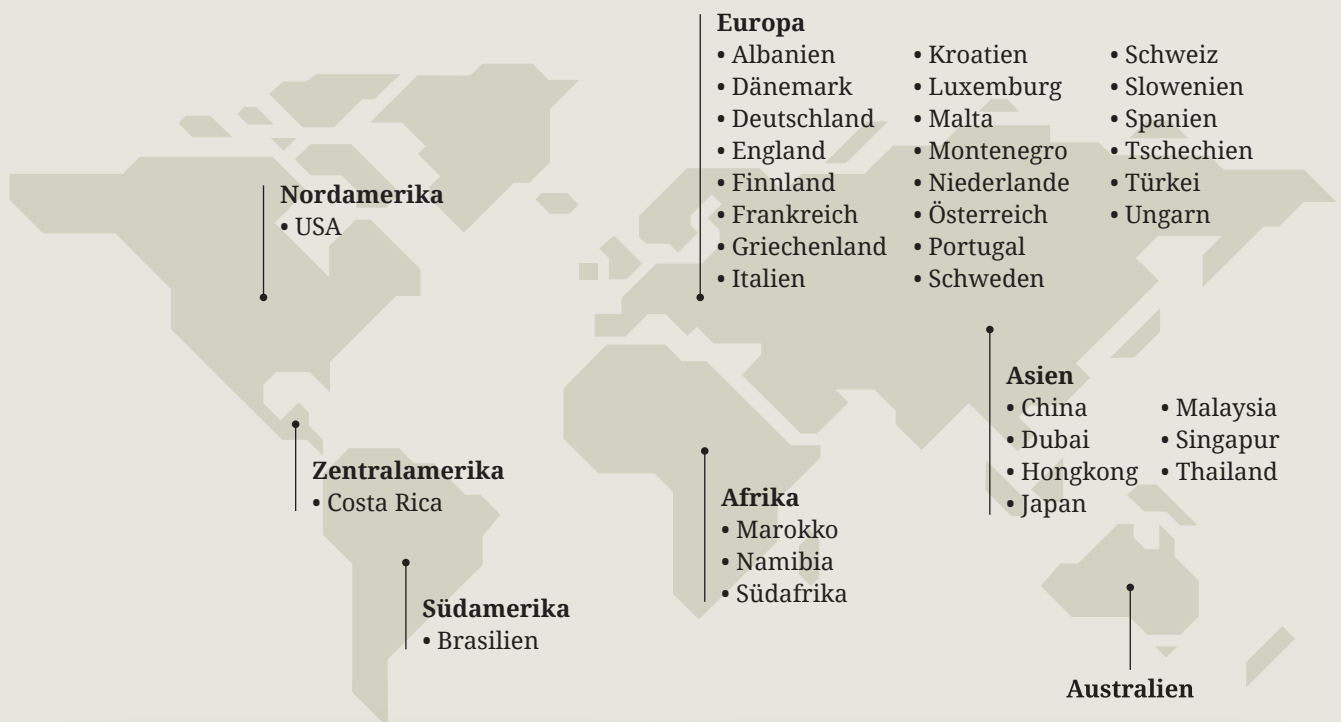 Europa
• Albanien
• Dänemark
• Deutschland
• England
• Finnland
• Frankreich
• Griechenland
• Italien
• Kroatien
• Luxemburg
• Malta
• Montenegro
• Niederlande
• Österreich
• Portugal
• Schweden
• Schweiz
• Slowenien
• Spanien
• Tschechien
• Türkei
• Ungarn
Nordamerika
• USA
Asien
• China
• Dubai
• Hongkong
• Japan
• Malaysia
• Singapur
• Thailand
Zentralamerika
• Costa Rica
Afrika
• Marokko
• Namibia
• Südafrika
Südamerika
• Brasilien
Australien